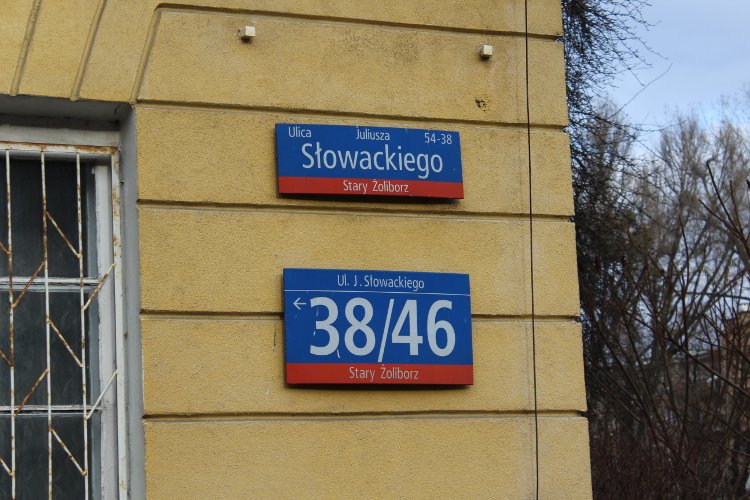 Ulica Juliusza 54-38
Słowackiego
Stary Żoliborz
Ul. J. Słowackiego
← 38/46
Stary Żoliborz